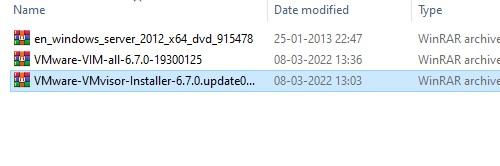 Name Date modified Type
en_windows_server_2012_x64_dvd_915478 25-01-2013 22:47 WinRAR archive
VMware-VIM-all-6.7.0-19300125 08-03-2022 13:36 WinRAR archive
VMware-VMvisor-Installer-6.7.0.update0... 08-03-2022 13:03 WinRAR archive